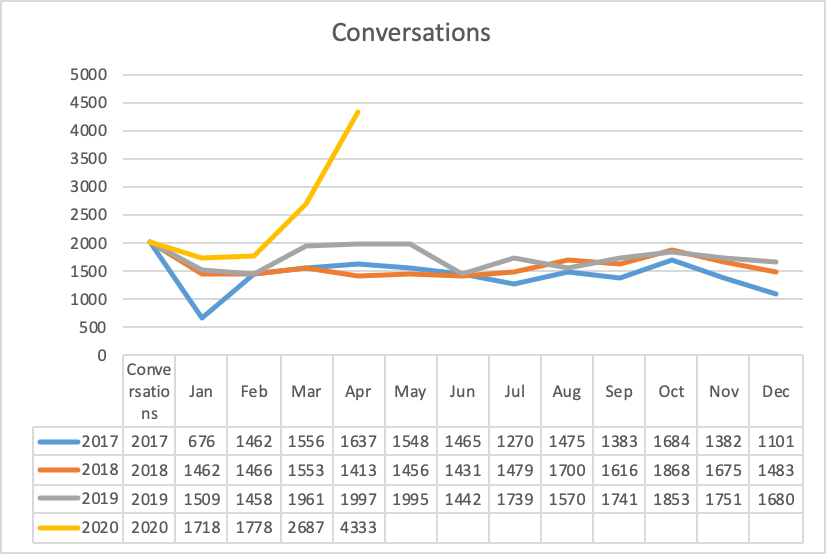 Conversations
5000
4500
4000
3500
3000
2500
2000
1500
1000
500
0
Conve
rsatio
ns Jan Feb Mar Apr May Jun Jul Aug Sep Oct Nov Dec
2017 2017 676 1462 1556 1637 1548 1465 1270 1475 1383 1684 1382 1101
2018 2018 1462 1466 1553 1413 1456 1431 1479 1700 1616 1868 1675 1483
2019 2019 1509 1458 1961 1997 1995 1442 1739 1570 1741 1853 1751 1680
2020 2020 1718 1778 2687 4333